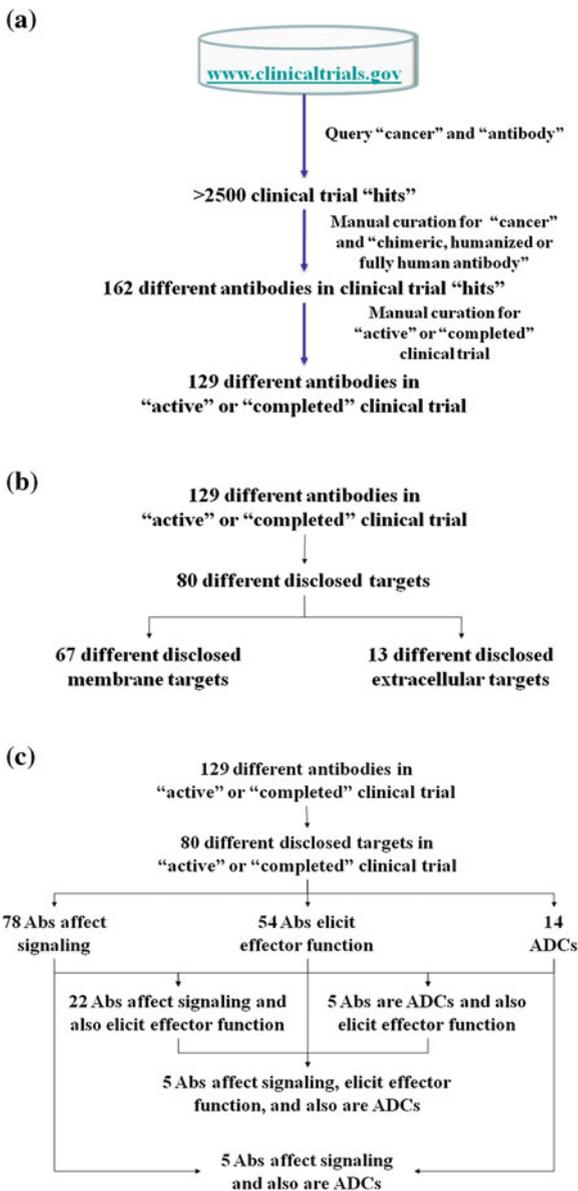 (a)
www.clinicaltrials.gov
Query “cancer” and “antibody”
>2500 clinical trial “hits”
Manual curation for “cancer”
and “chimeric, humanized or
fully human antibody”
162 different antibodies in clinical trial “hits”
Manual curation for
“active” or “completed”
clinical trial
129 different antibodies in
“active” or “completed” clinical trial
(b)
129 different antibodies in
“active” or “completed” clinical trial
80 different disclosed targets
67 different disclosed
membrane targets
13 different disclosed
extracellular targets
(c)
129 different antibodies in
“active” or “completed” clinical trial
80 different disclosed targets in
“active” or “completed” clinical trial
78 Abs affect
signaling
54 Abs elicit
effector function
14
ADCs
22 Abs affect signaling and
also elicit effector function
5 Abs are ADCs and also
elicit effector function
5 Abs affect signaling, elicit effector
function, and also are ADCs
5 Abs affect signaling
and also are ADCs